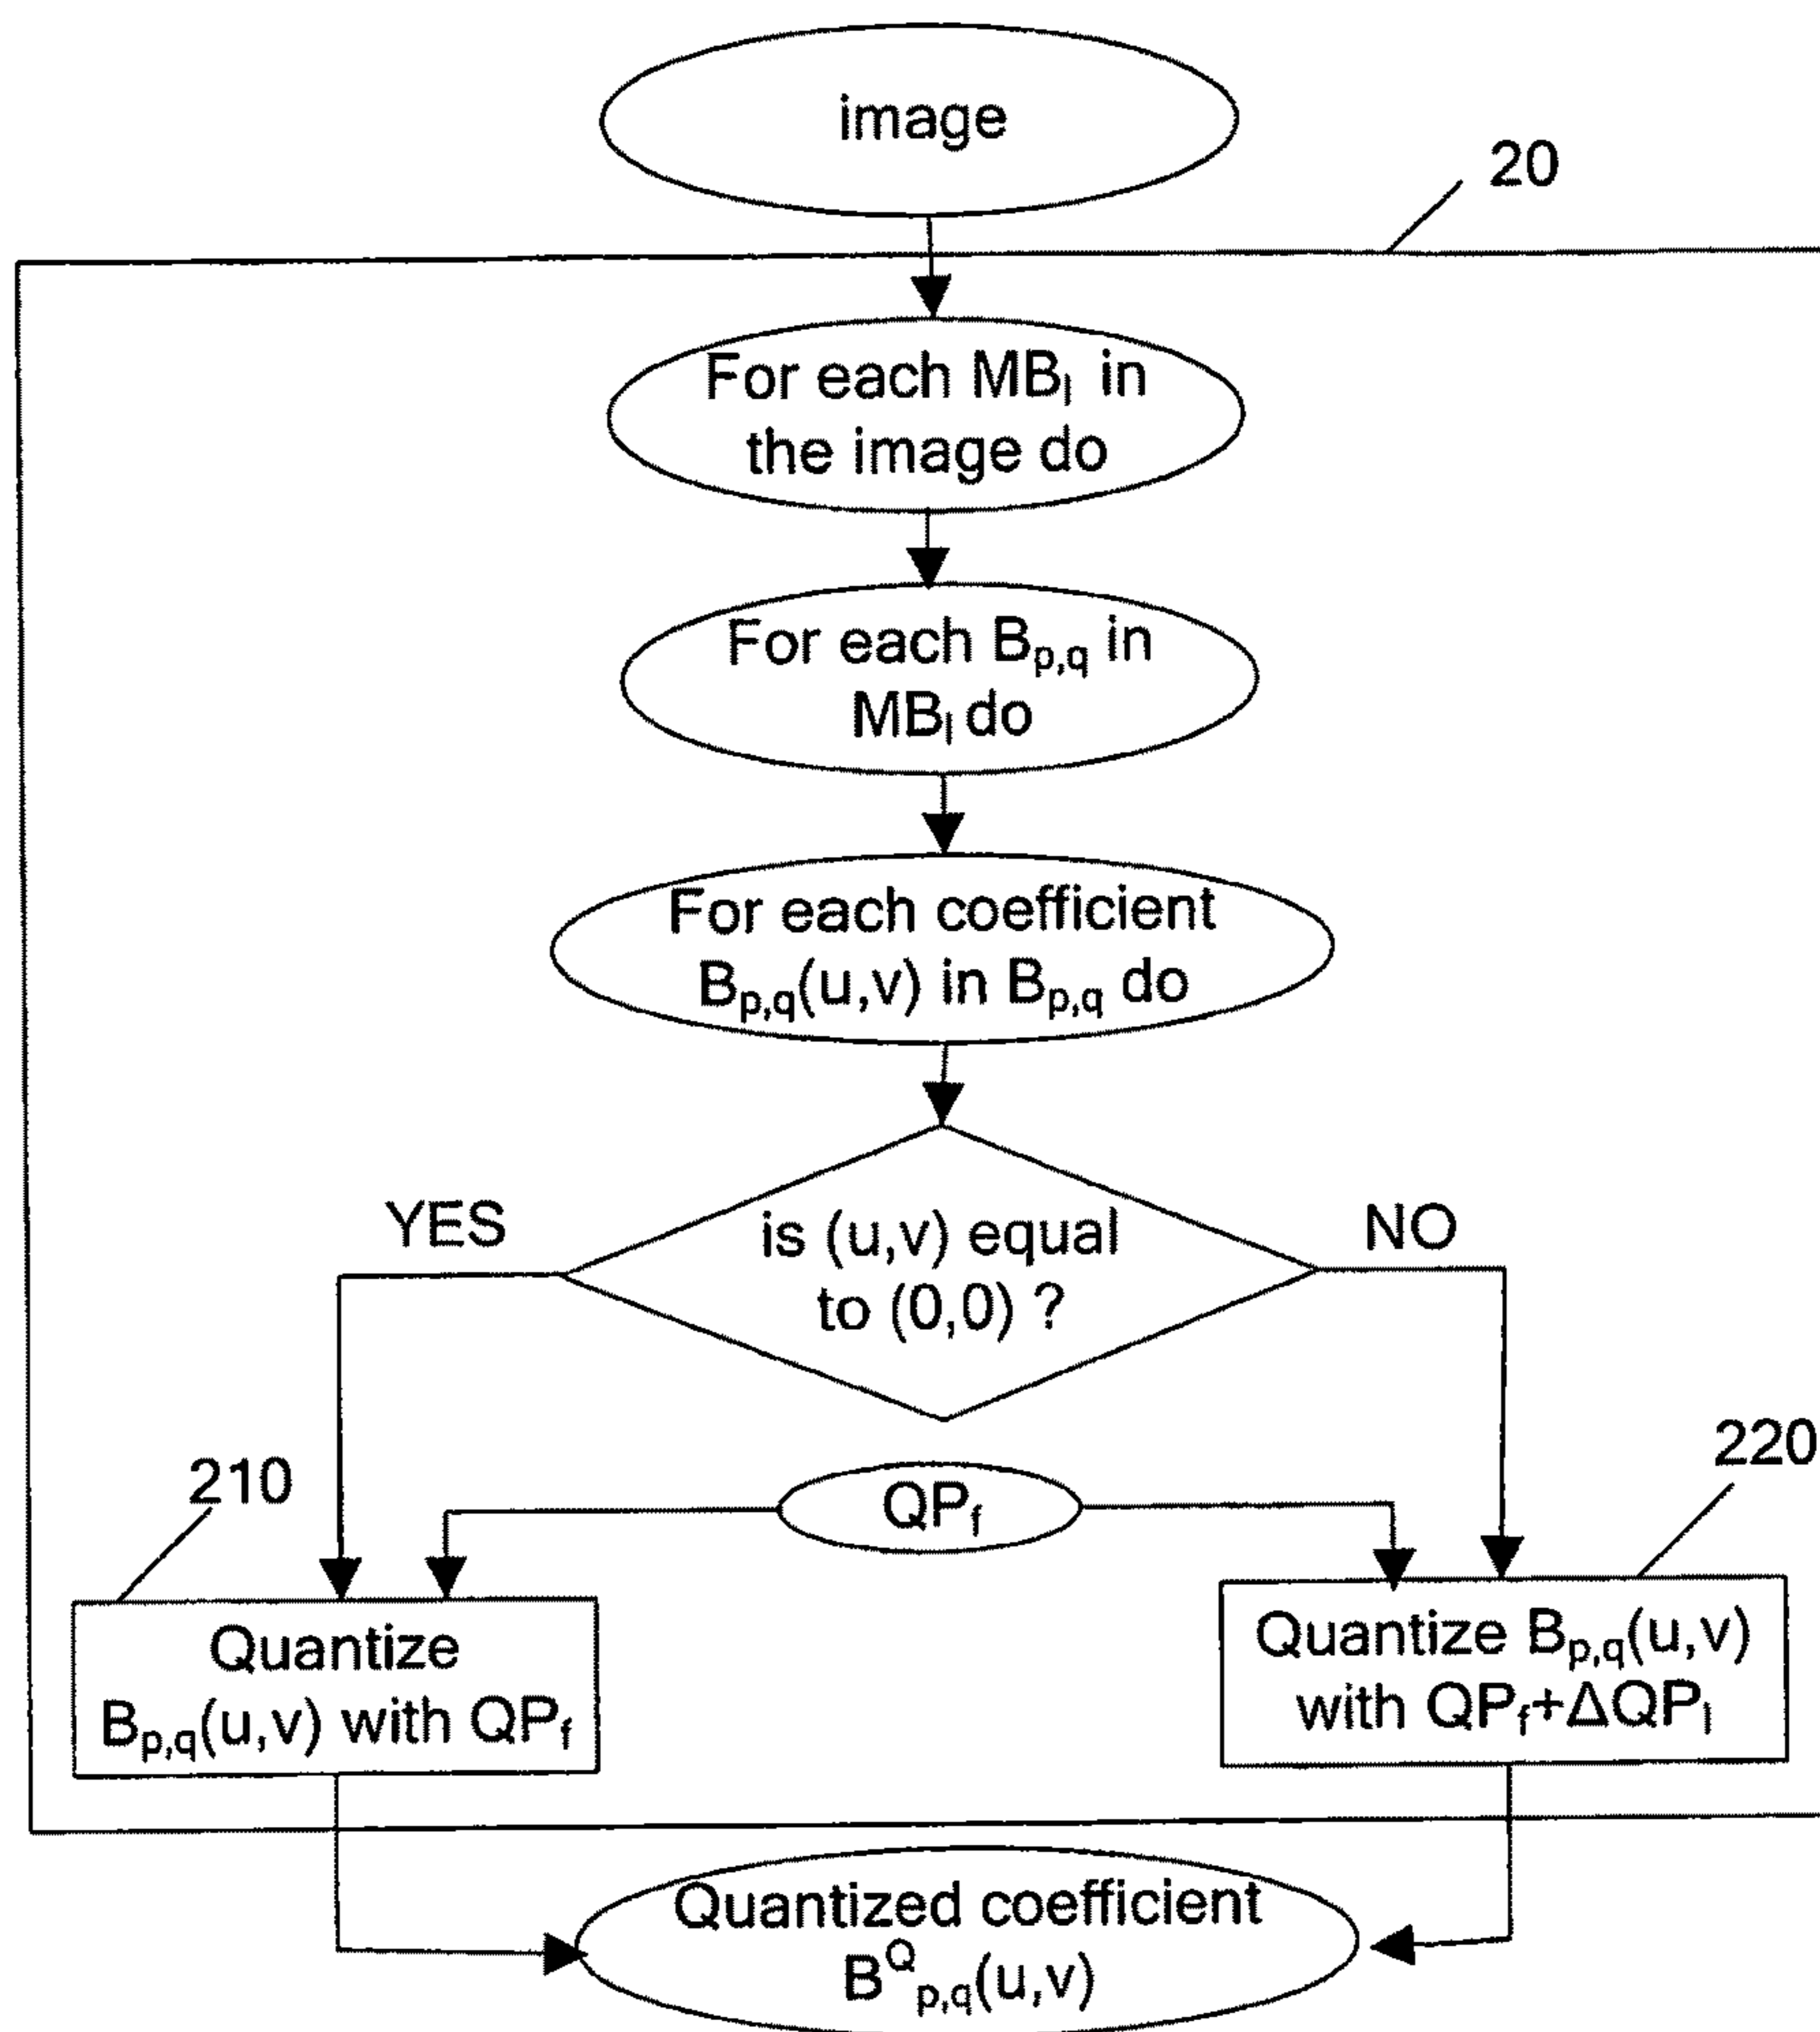 image
20
For each MBₗ in
the image do
For each Bp,q in
MBₗ do
For each coefficient
Bp,q(u,v) in Bp,q do
YES
is (u,v) equal
to (0,0) ?
NO
210
QPf
220
Quantize
Bp,q(u,v) with QPf
Quantize Bp,q(u,v)
with QPf+ΔQPₗ
Quantized coefficient
B^Qp,q(u,v)